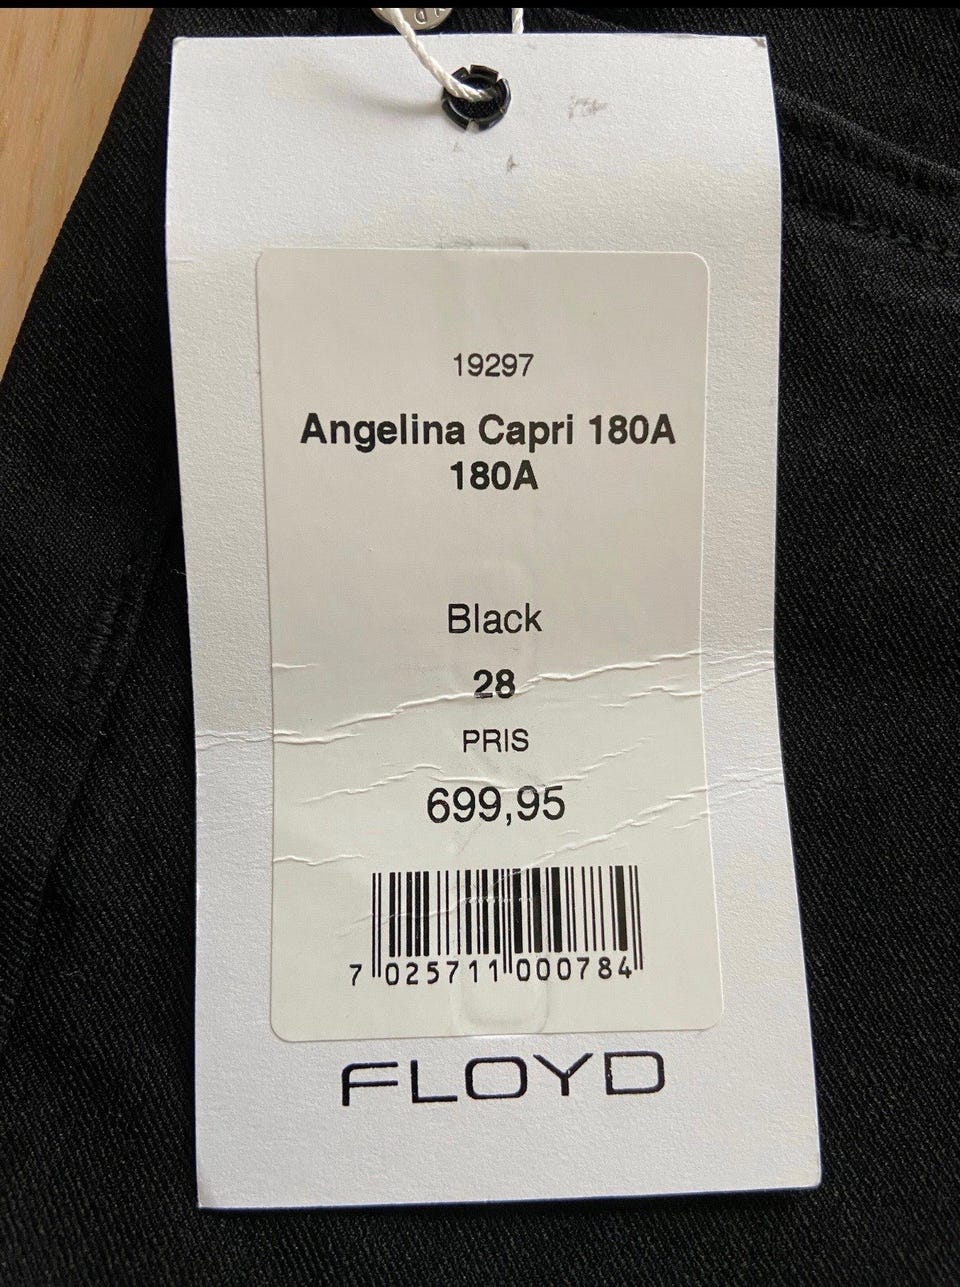 19297
Angelina Capri 180A
180A
Black
28
PRIS
699,95
7 025711 000784
FLOYD